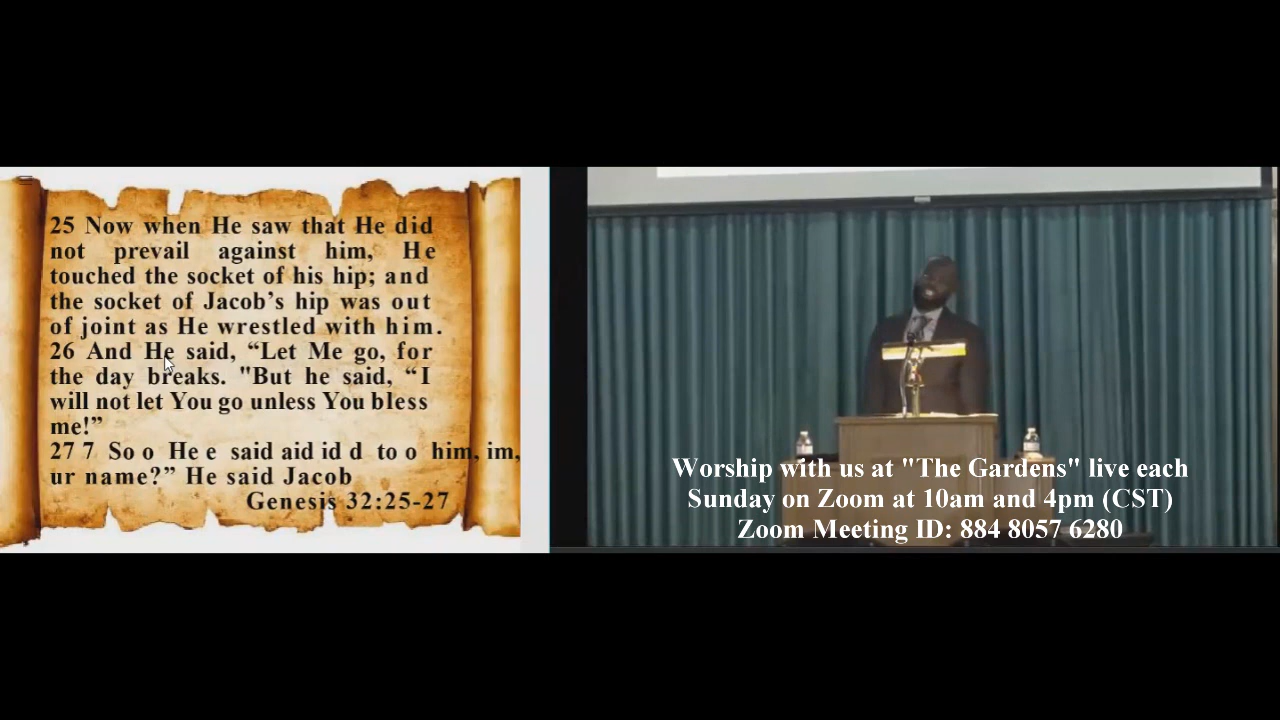 25 Now when He saw that He did
not prevail against him, He
touched the socket of his hip; and
the socket of Jacob’s hip was out
of joint as He wrestled with him.
26 And He said, “Let Me go, for
the day breaks. "But he said, “I
will not let You go unless You bless
me!”
27 7 So o He e said aid id d to o him, im,
ur name?” He said Jacob
Genesis 32:25-27
Worship with us at "The Gardens" live each
Sunday on Zoom at 10am and 4pm (CST)
Zoom Meeting ID: 884 8057 6280